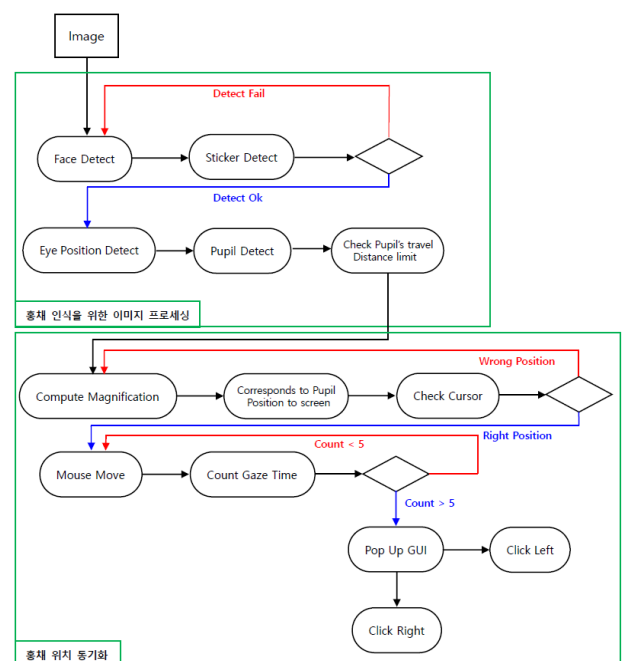 Image
Detect Fail
Face Detect
Sticker Detect
Detect Ok
Eye Position Detect
Pupil Detect
Check Pupil's travel
Distance limit
홍채 인식을 위한 이미지 프로세싱
Wrong Position
Compute Magnification
Corresponds to Pupil
Position to screen
Check Cursor
Right Position
Count < 5
Mouse Move
Count Gaze Time
Count > 5
Pop Up GUI
Click Left
Click Right
홍채 위치 동기화